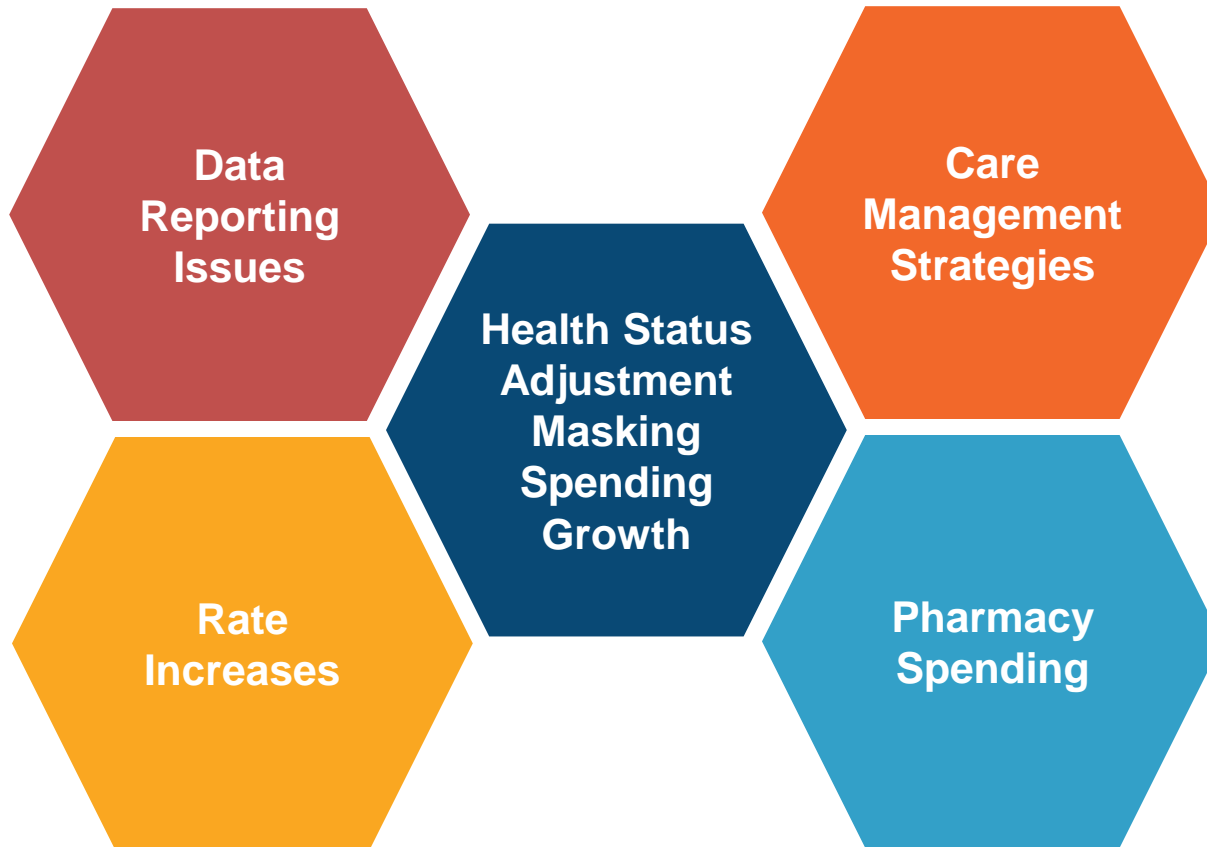 Data
Reporting
Issues
Care
Management
Strategies
Health Status
Adjustment
Masking
Spending
Growth
Rate
Increases
Pharmacy
Spending